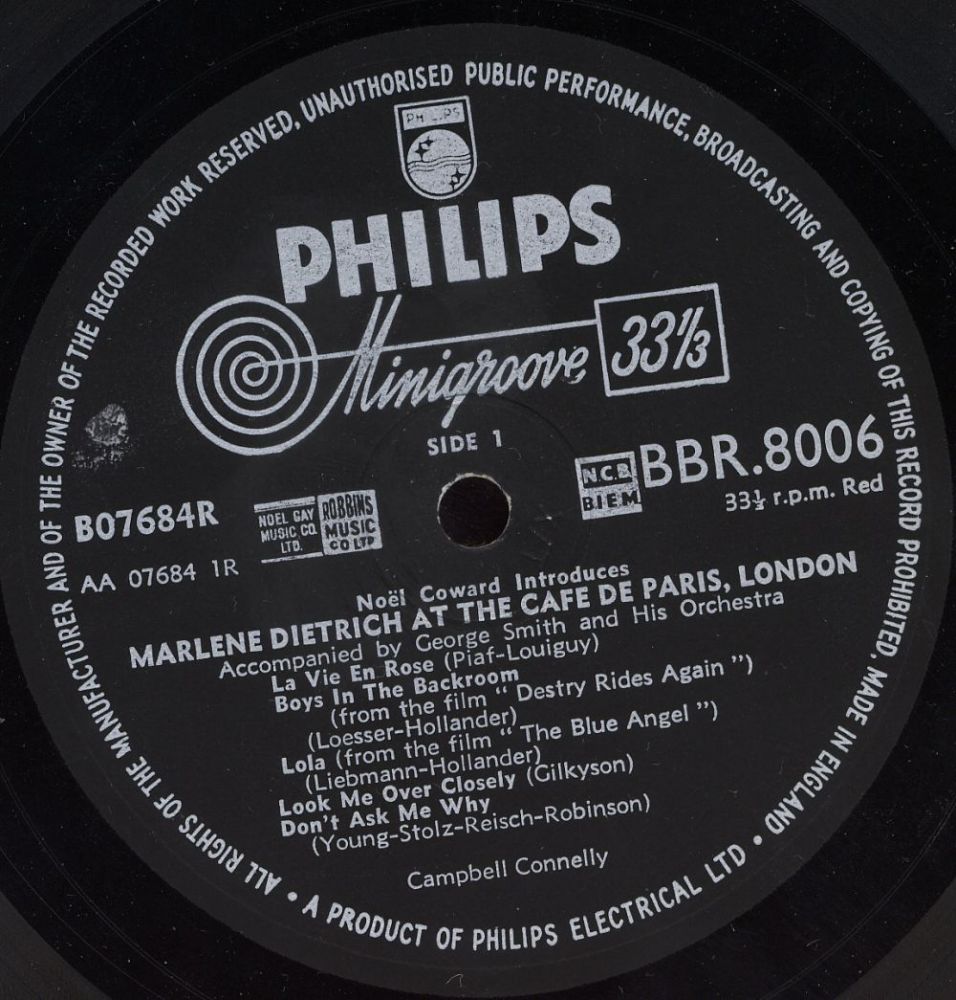 ALL RIGHTS OF THE MANUFACTURER AND OF THE OWNER OF THE RECORDED WORK RESERVED, UNAUTHORISED PUBLIC PERFORMANCE, BROADCASTING AND COPYING OF THIS RECORD PROHIBITED, MADE IN ENGLAND
PHILIPS
Minigroove 33⅓
SIDE 1
BBR.8006
33⅓ r.p.m. Red
N.C.B.
BIEM
B07684R
AA 07684 1R
NOEL GAY
MUSIC CO.
LTD.
ROBBINS
MUSIC
CO LTD
Noël Coward Introduces
MARLENE DIETRICH AT THE CAFE DE PARIS, LONDON
Accompanied by George Smith and His Orchestra
La Vie En Rose (Piaf-Louiguy)
Boys In The Backroom
(from the film “ Destry Rides Again ”)
(Loesser-Hollander)
Lola (from the film “ The Blue Angel ”)
(Liebmann-Hollander)
Look Me Over Closely (Gilkyson)
Don't Ask Me Why
(Young-Stolz-Reisch-Robinson)
Campbell Connelly
• A PRODUCT OF PHILIPS ELECTRICAL LTD •